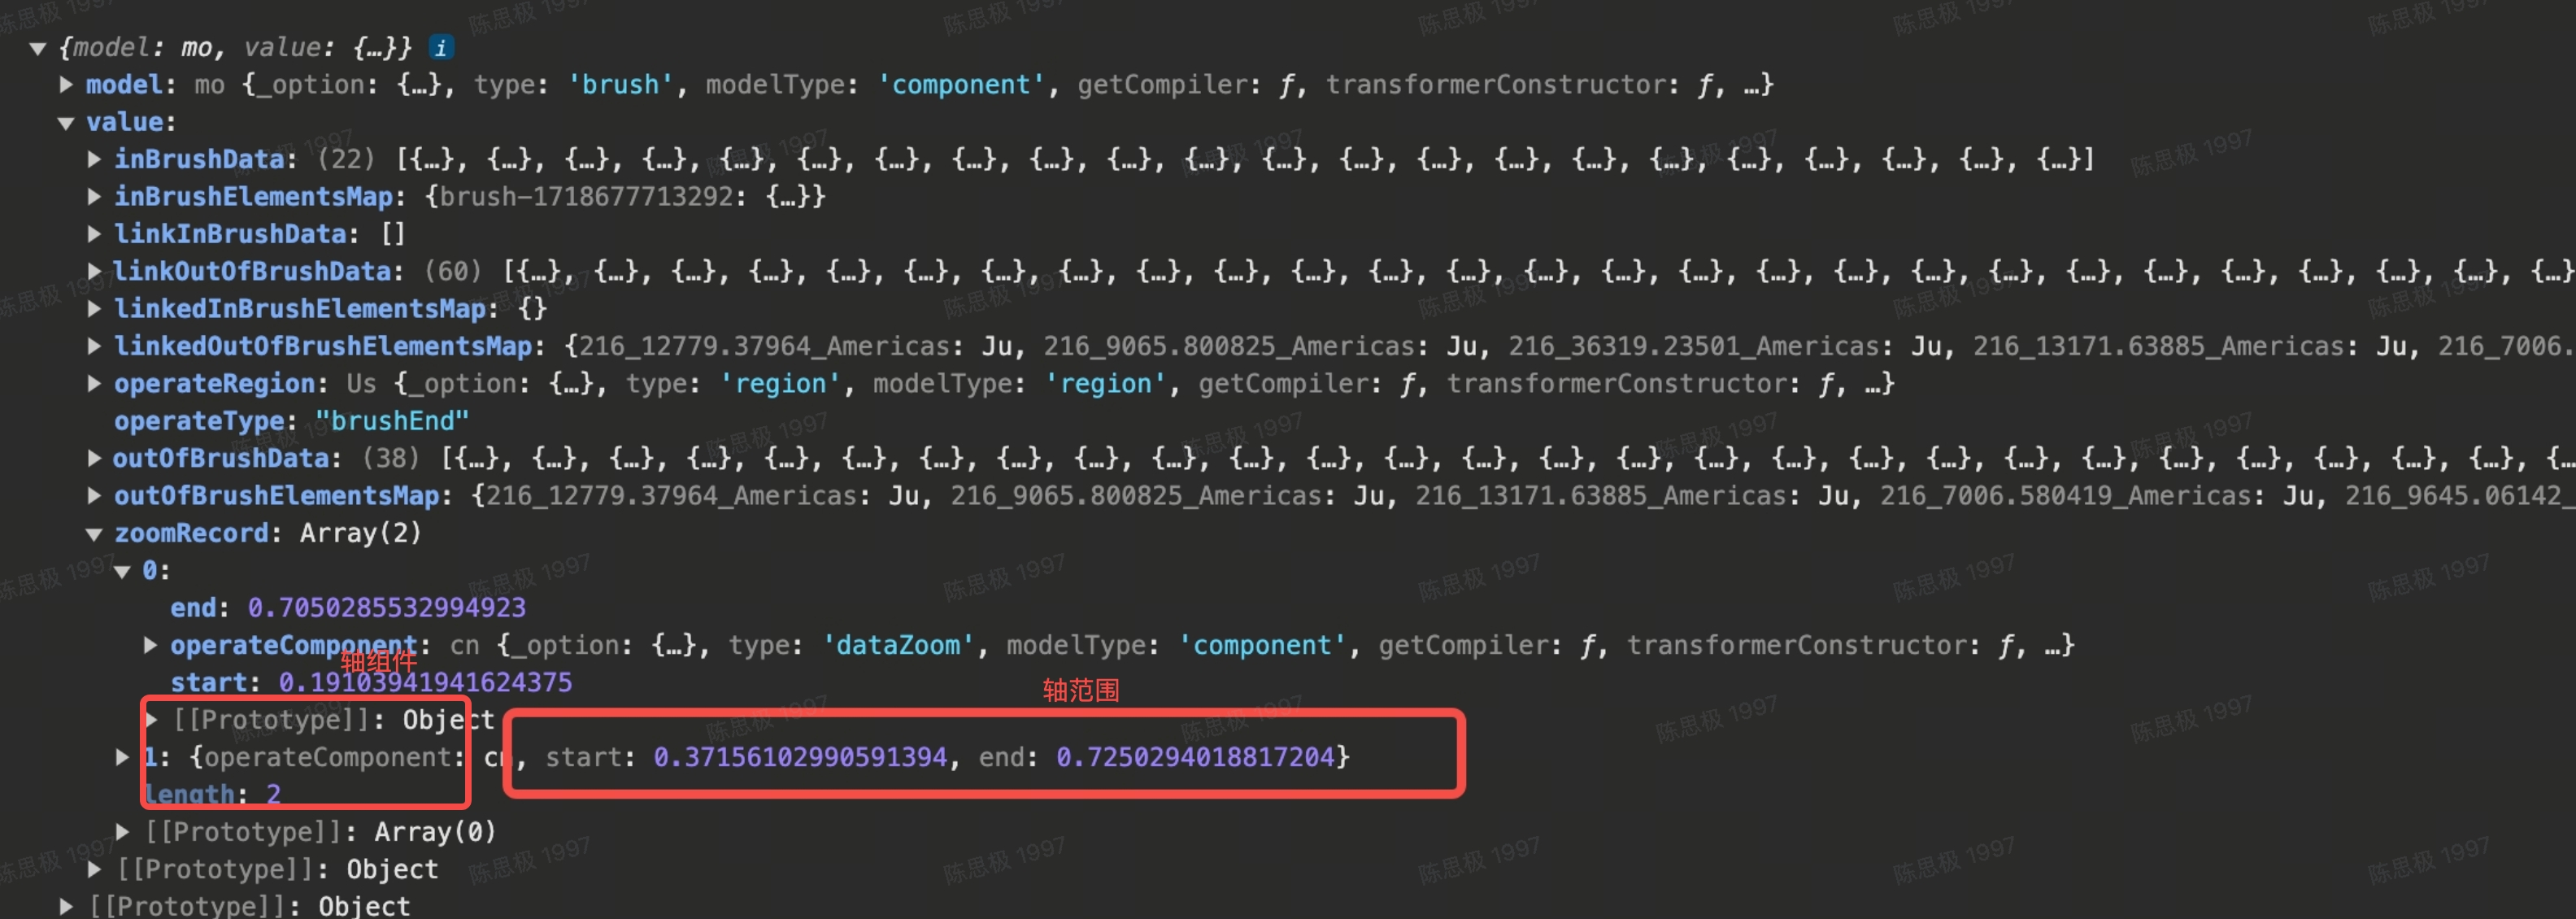 {model: mo, value: {…}} i
model: mo {_option: {…}, type: 'brush', modelType: 'component', getCompiler: ƒ, transformerConstructor: ƒ, …}
value:
inBrushData: (22) [{…}, {…}, {…}, {…}, {…}, {…}, {…}, {…}, {…}, {…}, {…}, {…}, {…}, {…}, {…}, {…}, {…}, {…}, {…}, {…}, {…}, {…}]
inBrushElementsMap: {brush-1718677713292: {…}}
linkInBrushData: []
linkOutOfBrushData: (60) [{…}, {…}, {…}, {…}, {…}, {…}, {…}, {…}, {…}, {…}, {…}, {…}, {…}, {…}, {…}, {…}, {…}, {…}, {…}, {…}, {…}, {…}, {…}, {…}, {…}, {…}, {…}
linkedInBrushElementsMap: {}
linkedOutOfBrushElementsMap: {216_12779.37964_Americas: Ju, 216_9065.800825_Americas: Ju, 216_36319.23501_Americas: Ju, 216_13171.63885_Americas: Ju, 216_7006.
operateRegion: Us {_option: {…}, type: 'region', modelType: 'region', getCompiler: ƒ, transformerConstructor: ƒ, …}
operateType: "brushEnd"
outOfBrushData: (38) [{…}, {…}, {…}, {…}, {…}, {…}, {…}, {…}, {…}, {…}, {…}, {…}, {…}, {…}, {…}, {…}, {…}, {…}, {…}, {…}, {…}, {…}, {…}, {…}, {…}, {…}, {…}, {…
outOfBrushElementsMap: {216_12779.37964_Americas: Ju, 216_9065.800825_Americas: Ju, 216_13171.63885_Americas: Ju, 216_7006.580419_Americas: Ju, 216_9645.06142_
zoomRecord: Array(2)
0:
end: 0.7050285532994923
operateComponent: cn {_option: {…}, type: 'dataZoom', modelType: 'component', getCompiler: ƒ, transformerConstructor: ƒ, …}
轴组件
start: 0.19103941941624375
轴范围
[[Prototype]]: Object
1: {operateComponent: cn, start: 0.37156102990591394, end: 0.7250294018817204}
length: 2
[[Prototype]]: Array(0)
[[Prototype]]: Object
[[Prototype]]: Object
陈思极 1997